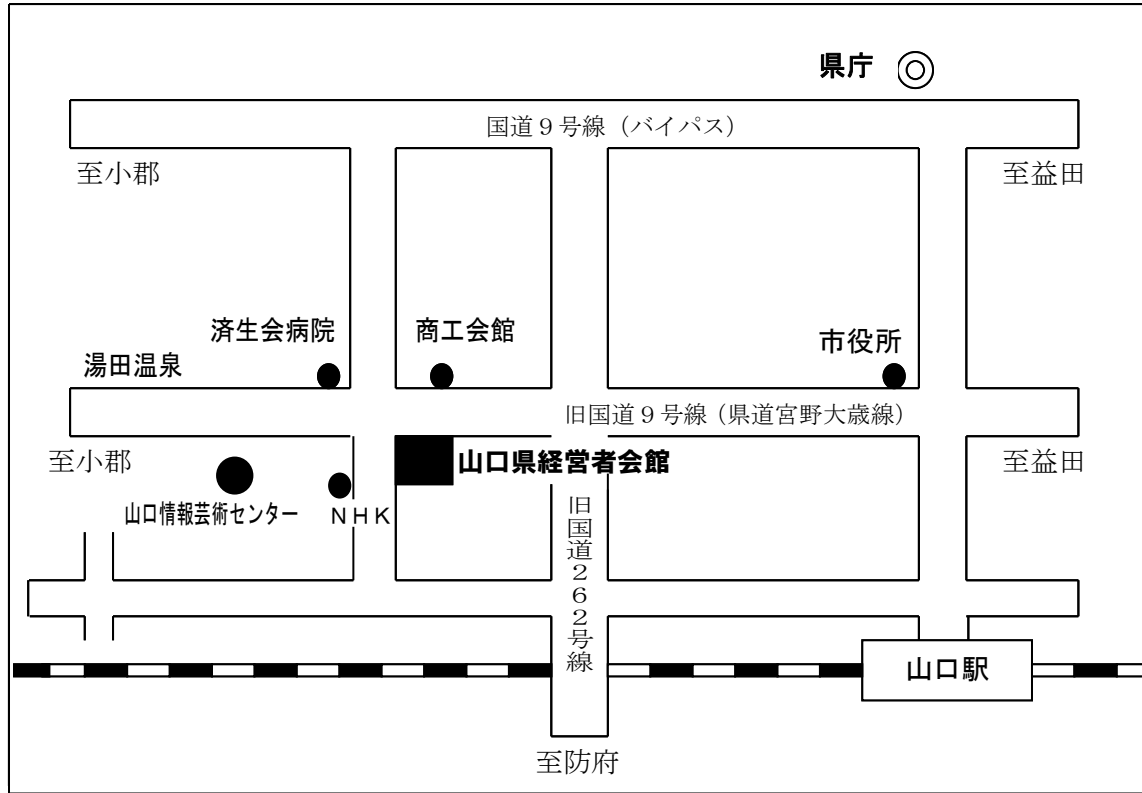 県庁
国道９号線（バイパス）
至小郡
至益田
済生会病院
商工会館
市役所
湯田温泉
旧国道９号線（県道宮野大歳線）
至小郡
山口県経営者会館
至益田
山口情報芸術センター
ＮＨＫ
旧国道２６２号線
山口駅
至防府